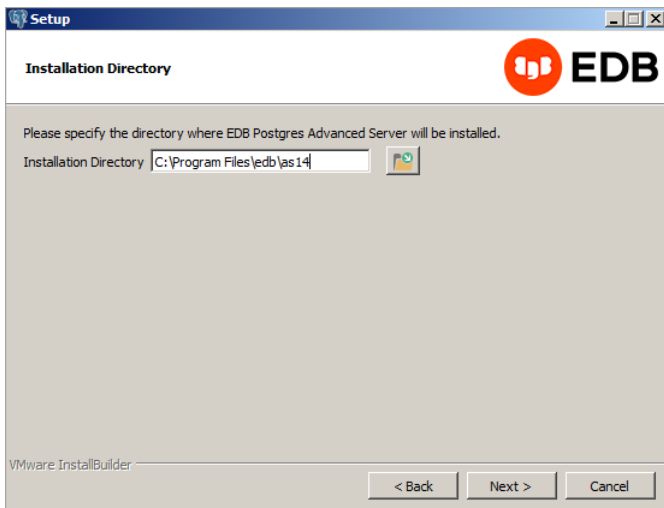 Setup
Installation Directory
EDB
Please specify the directory where EDB Postgres Advanced Server will be installed.
Installation Directory C:\Program Files\edb\as14
VMware InstallBuilder
< Back Next > Cancel